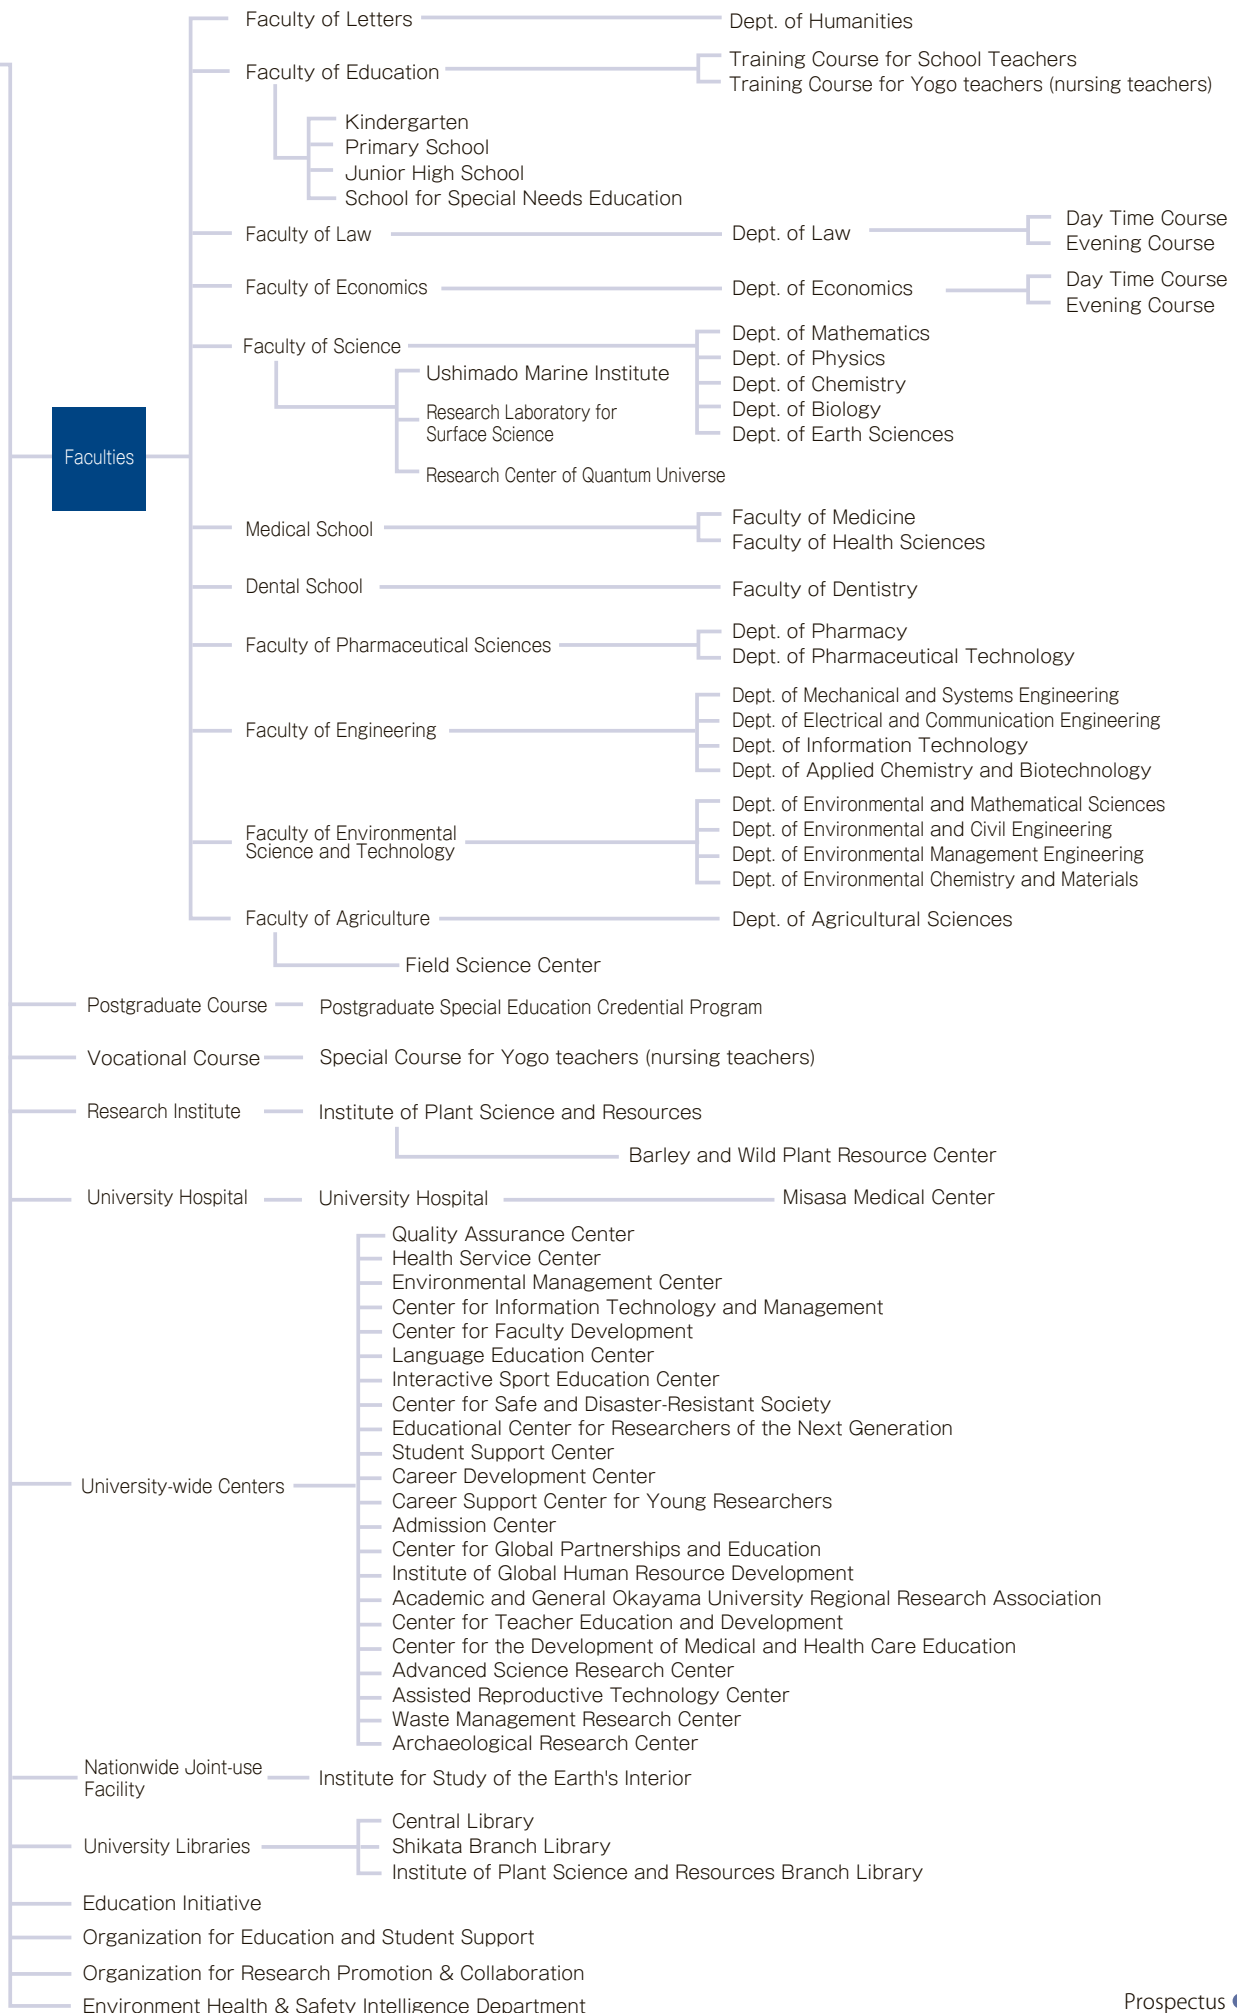 Faculty of Letters
Dept. of Humanities
Faculty of Education
Training Course for School Teachers
Training Course for Yogo teachers (nursing teachers)
Kindergarten
Primary School
Junior High School
School for Special Needs Education
Faculty of Law
Dept. of Law
Day Time Course
Evening Course
Faculty of Economics
Dept. of Economics
Day Time Course
Evening Course
Faculty of Science
Dept. of Mathematics
Dept. of Physics
Dept. of Chemistry
Dept. of Biology
Dept. of Earth Sciences
Ushimado Marine Institute
Research Laboratory for
Surface Science
Research Center of Quantum Universe
Faculties
Medical School
Faculty of Medicine
Faculty of Health Sciences
Dental School
Faculty of Dentistry
Faculty of Pharmaceutical Sciences
Dept. of Pharmacy
Dept. of Pharmaceutical Technology
Faculty of Engineering
Dept. of Mechanical and Systems Engineering
Dept. of Electrical and Communication Engineering
Dept. of Information Technology
Dept. of Applied Chemistry and Biotechnology
Faculty of Environmental
Science and Technology
Dept. of Environmental and Mathematical Sciences
Dept. of Environmental and Civil Engineering
Dept. of Environmental Management Engineering
Dept. of Environmental Chemistry and Materials
Faculty of Agriculture
Dept. of Agricultural Sciences
Field Science Center
Postgraduate Course
Postgraduate Special Education Credential Program
Vocational Course
Special Course for Yogo teachers (nursing teachers)
Research Institute
Institute of Plant Science and Resources
Barley and Wild Plant Resource Center
University Hospital
University Hospital
Misasa Medical Center
University-wide Centers
Quality Assurance Center
Health Service Center
Environmental Management Center
Center for Information Technology and Management
Center for Faculty Development
Language Education Center
Interactive Sport Education Center
Center for Safe and Disaster-Resistant Society
Educational Center for Researchers of the Next Generation
Student Support Center
Career Development Center
Career Support Center for Young Researchers
Admission Center
Center for Global Partnerships and Education
Institute of Global Human Resource Development
Academic and General Okayama University Regional Research Association
Center for Teacher Education and Development
Center for the Development of Medical and Health Care Education
Advanced Science Research Center
Assisted Reproductive Technology Center
Waste Management Research Center
Archaeological Research Center
Nationwide Joint-use
Facility
Institute for Study of the Earth's Interior
University Libraries
Central Library
Shikata Branch Library
Institute of Plant Science and Resources Branch Library
Education Initiative
Organization for Education and Student Support
Organization for Research Promotion & Collaboration
Environment Health & Safety Intelligence Department
Prospectus